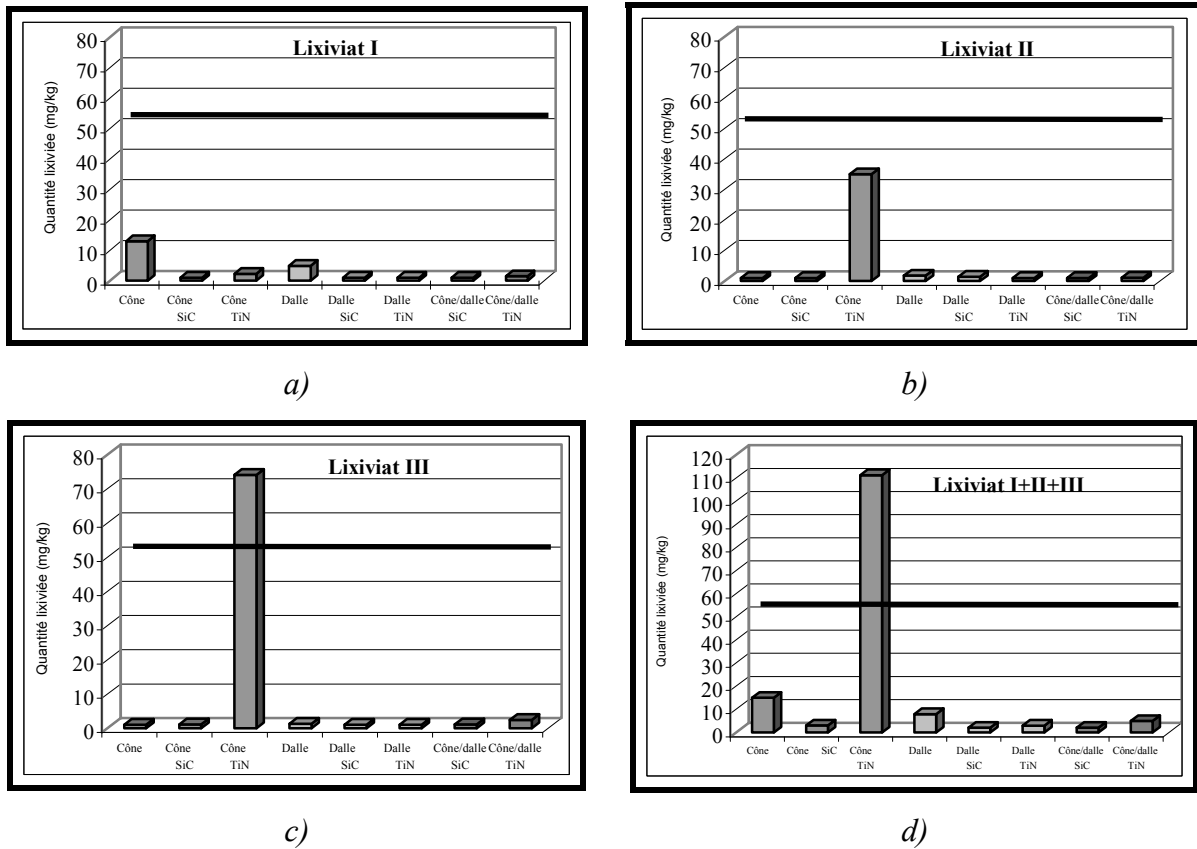 Lixiviat I
Quantité lixiviée (mg/kg)
80
70
60
50
40
30
20
10
0
Cône
Cône SiC
Cône TiN
Dalle
Dalle SiC
Dalle TiN
Cône/dalle SiC
Cône/dalle TiN
a)
Lixiviat II
Quantité lixiviée (mg/kg)
80
70
60
50
40
30
20
10
0
Cône
Cône SiC
Cône TiN
Dalle
Dalle SiC
Dalle TiN
Cône/dalle SiC
Cône/dalle TiN
b)
Lixiviat III
Quantité lixiviée (mg/kg)
80
70
60
50
40
30
20
10
0
Cône
Cône SiC
Cône TiN
Dalle
Dalle SiC
Dalle TiN
Cône/dalle SiC
Cône/dalle TiN
c)
Lixiviat I+II+III
Quantité lixiviée (mg/kg)
120
110
100
90
80
70
60
50
40
30
20
10
0
Cône
Cône SiC
Cône TiN
Dalle
Dalle SiC
Dalle TiN
Cône/dalle SiC
Cône/dalle TiN
d)